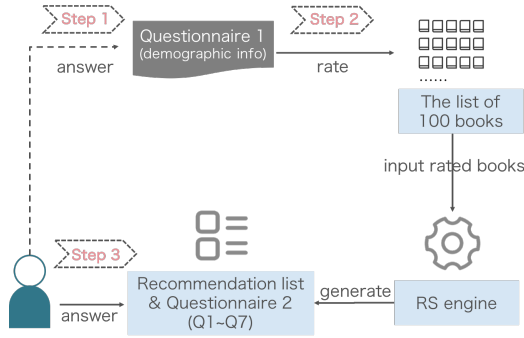 Step 1
Questionnaire 1
(demographic info)
answer
Step 2
rate
......
The list of
100 books
input rated books
Step 3
answer
Recommendation list
& Questionnaire 2
(Q1~Q7)
generate
RS engine